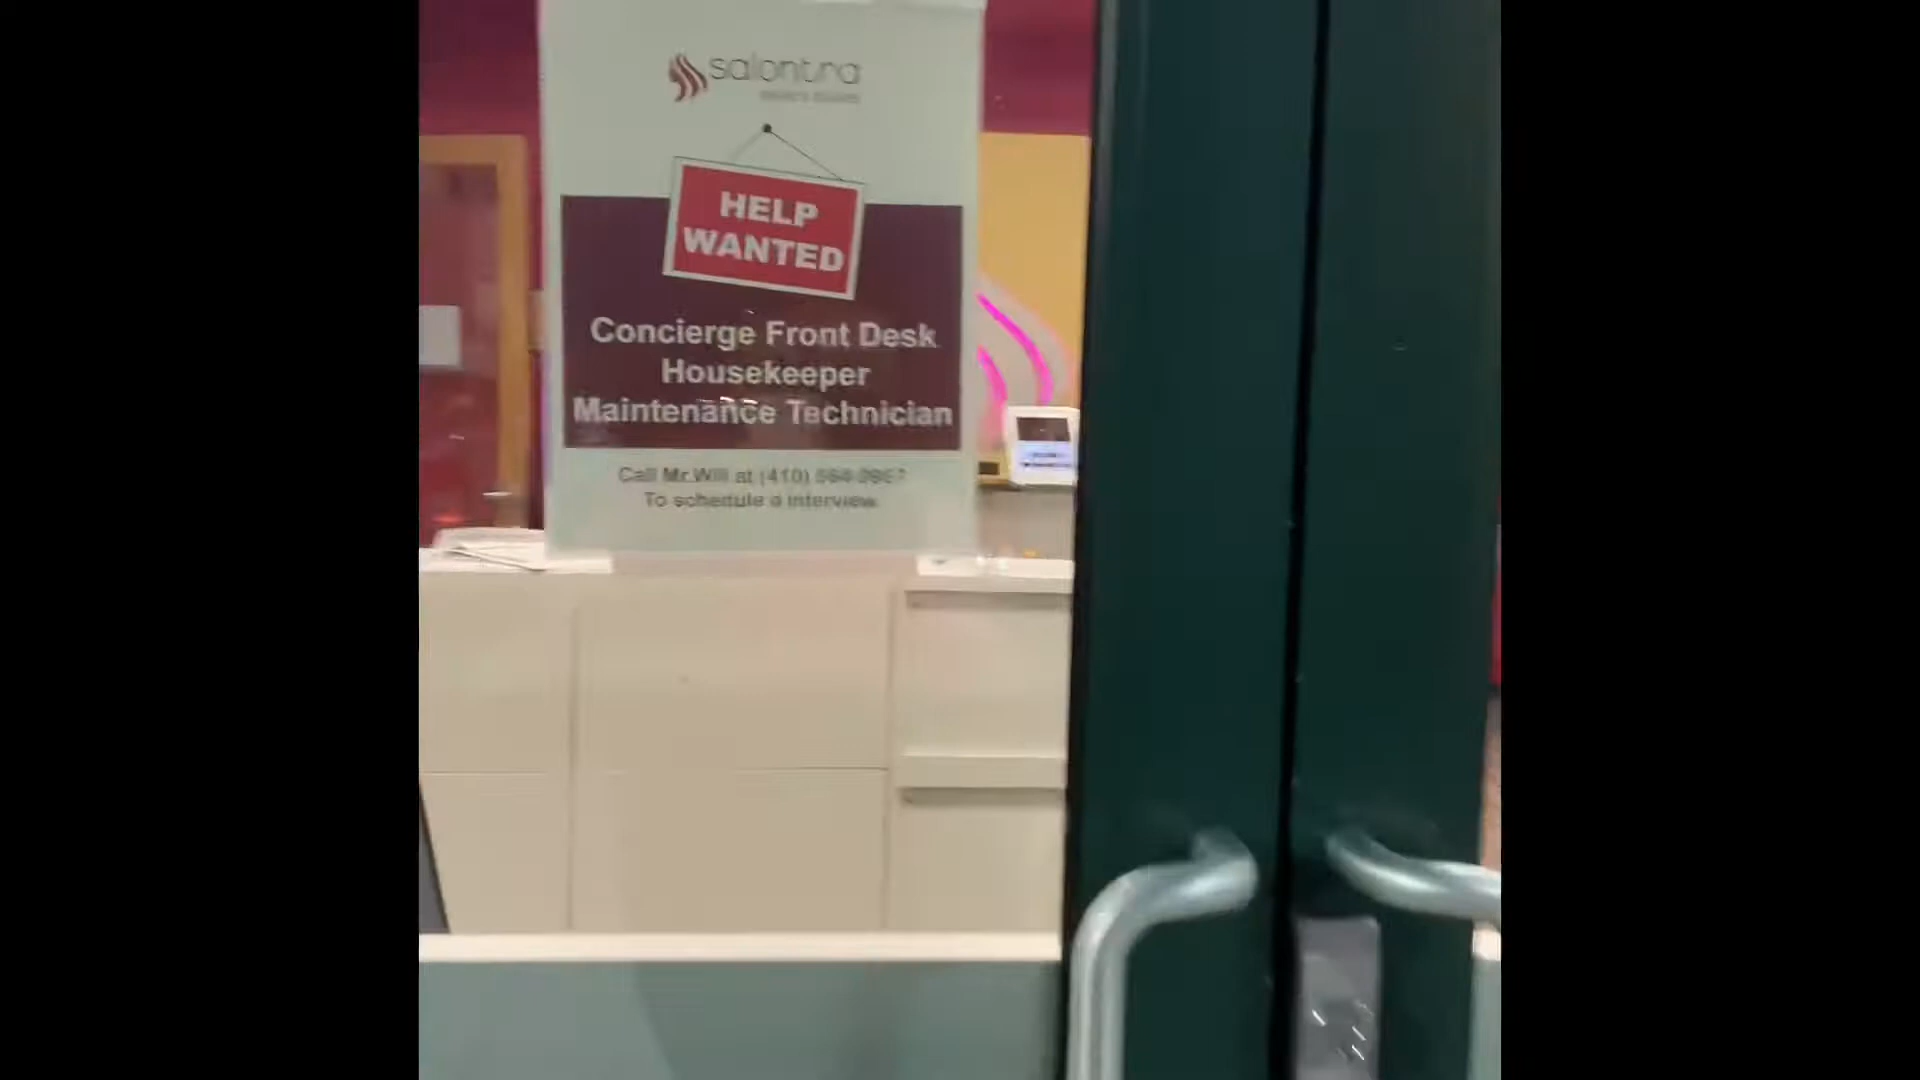 salontra
HELP
WANTED
Concierge Front Desk
Housekeeper
Maintenance Technician
Call Mr.Will at (410)
To schedule a interview.